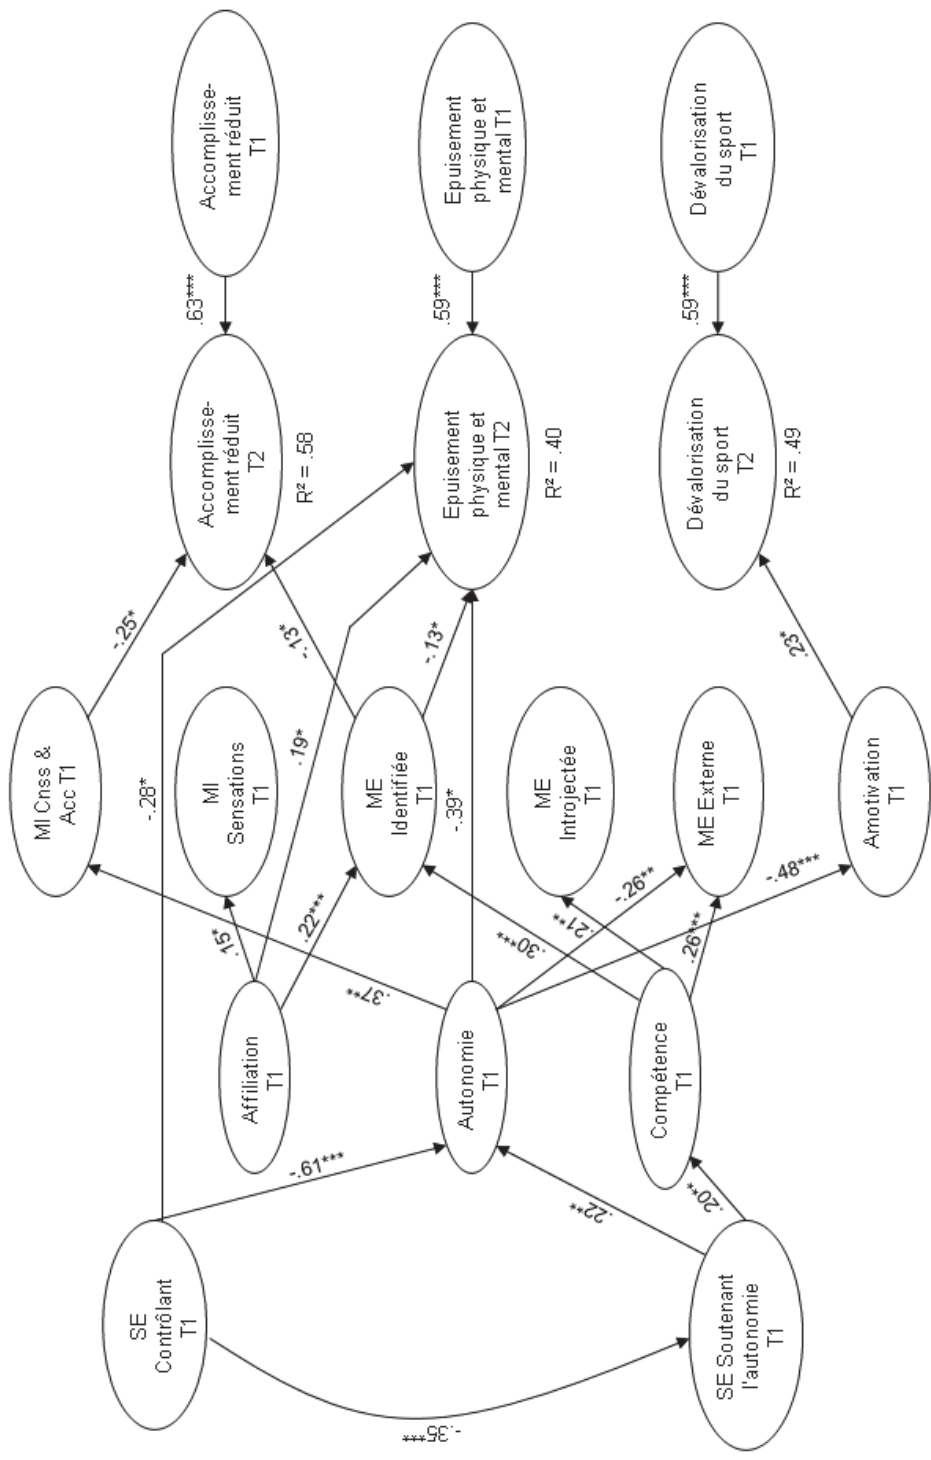 SE
Contrôlant
T1
SE Soutenant
l'autonomie
T1
-.35***
-.61***
.22**
.20**
Affiliation
T1
Autonomie
T1
Compétence
T1
-.28*
.15*
.22***
.19*
.37**
-.39*
-.26**
-.48***
.30***
.21**
.26***
MI Cnss &
Acc T1
MI
Sensations
T1
ME
Identifiée
T1
ME
Introjectée
T1
ME Externe
T1
Amotivation
T1
-.25*
-.13*
-.13*
.23*
Accomplisse-
ment réduit
T2
R² = .58
Epuisement
physique et
mental T2
R² = .40
Dévalorisation
du sport
T2
R² = .49
.63***
.59***
.59***
Accomplisse-
ment réduit
T1
Epuisement
physique et
mental T1
Dévalorisation
du sport
T1